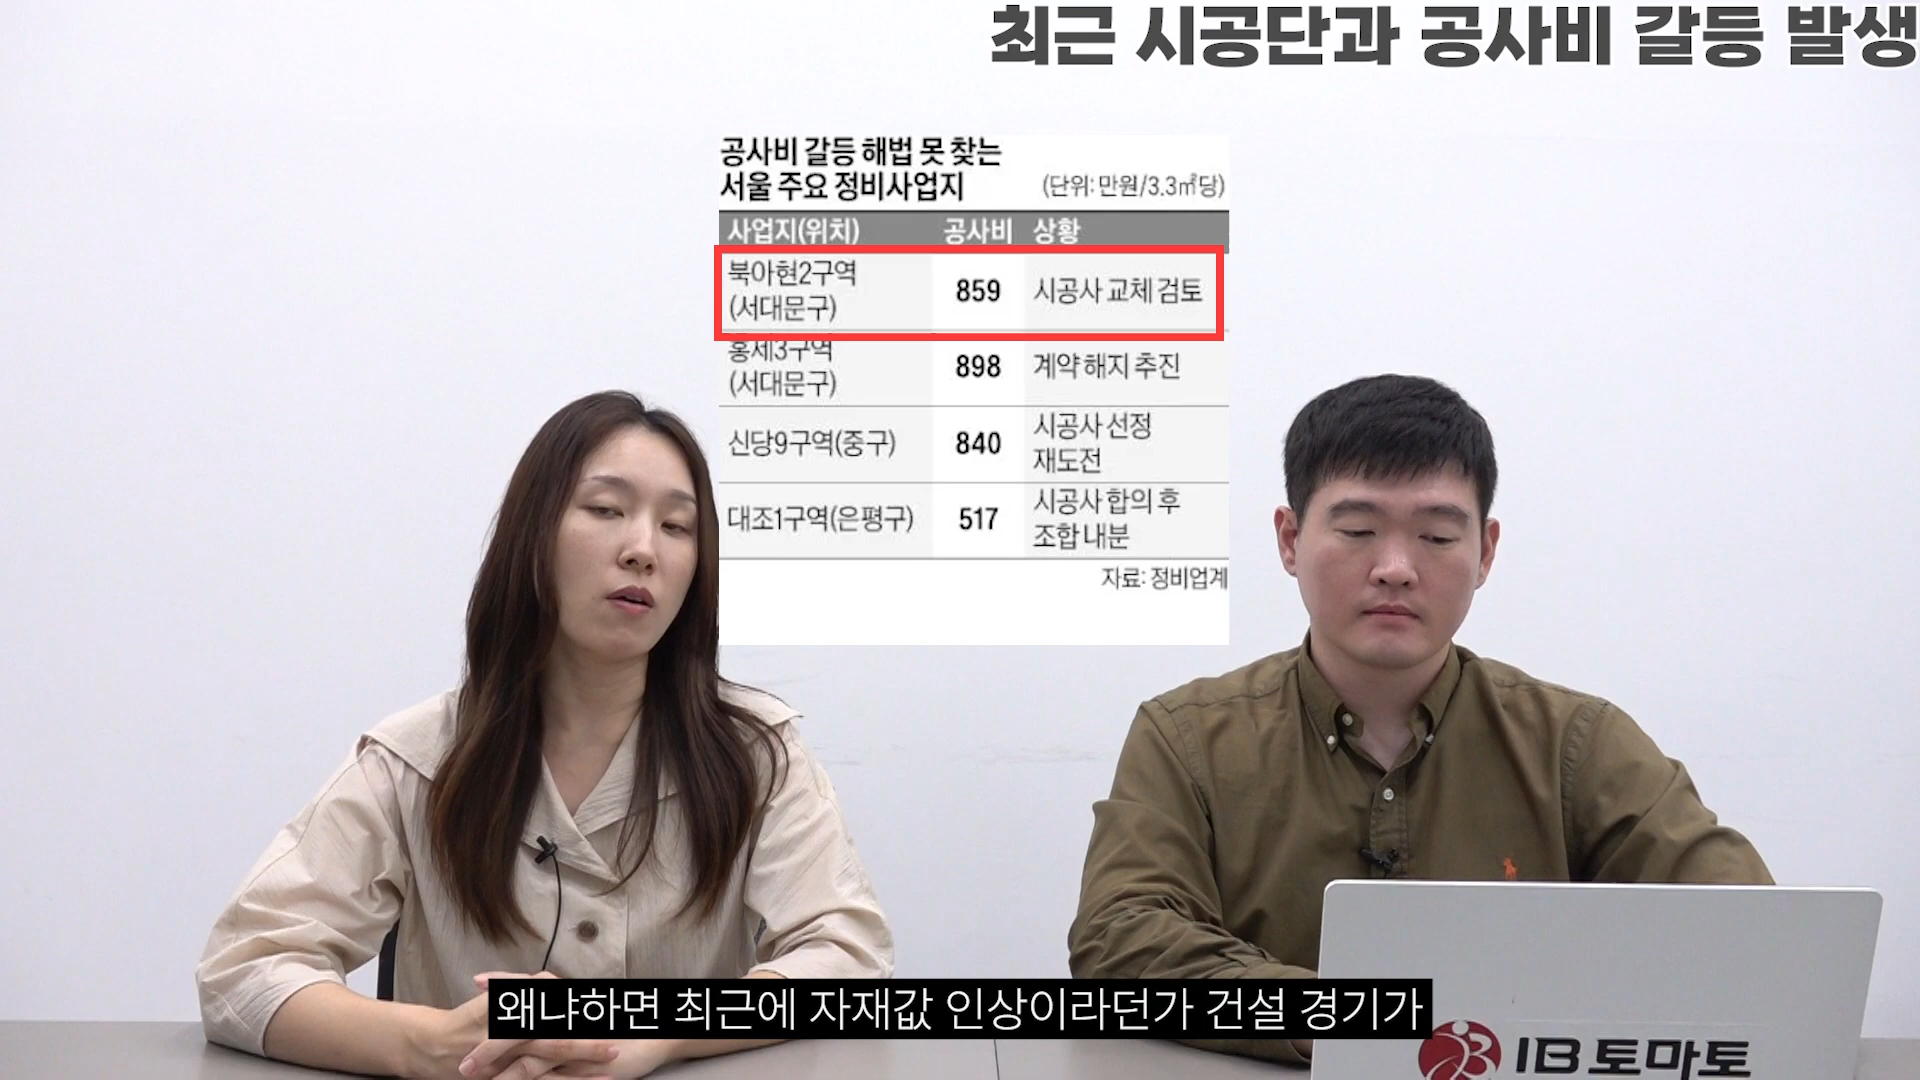 최근 시공단과 공사비 갈등 발생
공사비 갈등 해법 못 찾는
서울 주요 정비사업지
(단위: 만원/3.3㎡당)
사업지(위치) 공사비 상황
북아현2구역
(서대문구)
859
시공사 교체 검토
홍제3구역
(서대문구)
898
계약 해지 추진
신당9구역(중구)
840
시공사 선정
재도전
대조1구역(은평구)
517
시공사 합의 후
조합 내분
자료: 정비업계
왜냐하면 최근에 자재값 인상이라던가 건설 경기가
IB토마토